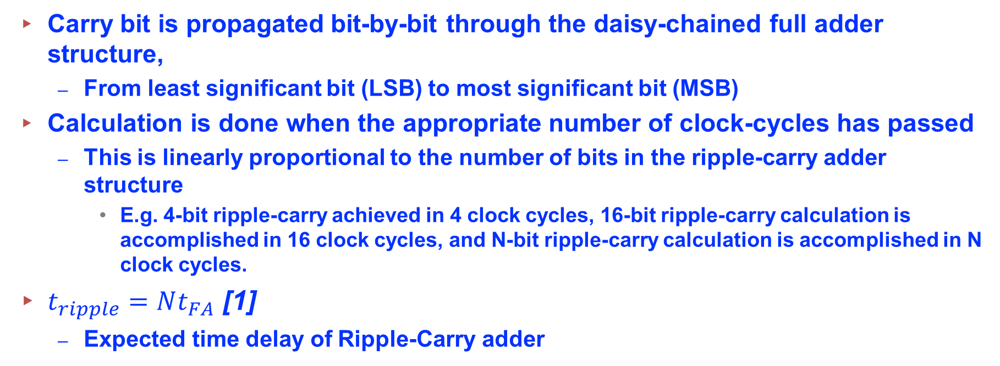 ▸ Carry bit is propagated bit-by-bit through the daisy-chained full adder
structure,
– From least significant bit (LSB) to most significant bit (MSB)
▸ Calculation is done when the appropriate number of clock-cycles has passed
– This is linearly proportional to the number of bits in the ripple-carry adder
structure
• E.g. 4-bit ripple-carry achieved in 4 clock cycles, 16-bit ripple-carry calculation is
accomplished in 16 clock cycles, and N-bit ripple-carry calculation is accomplished in N
clock cycles.
▸ t_ripple = Nt_FA [1]
– Expected time delay of Ripple-Carry adder